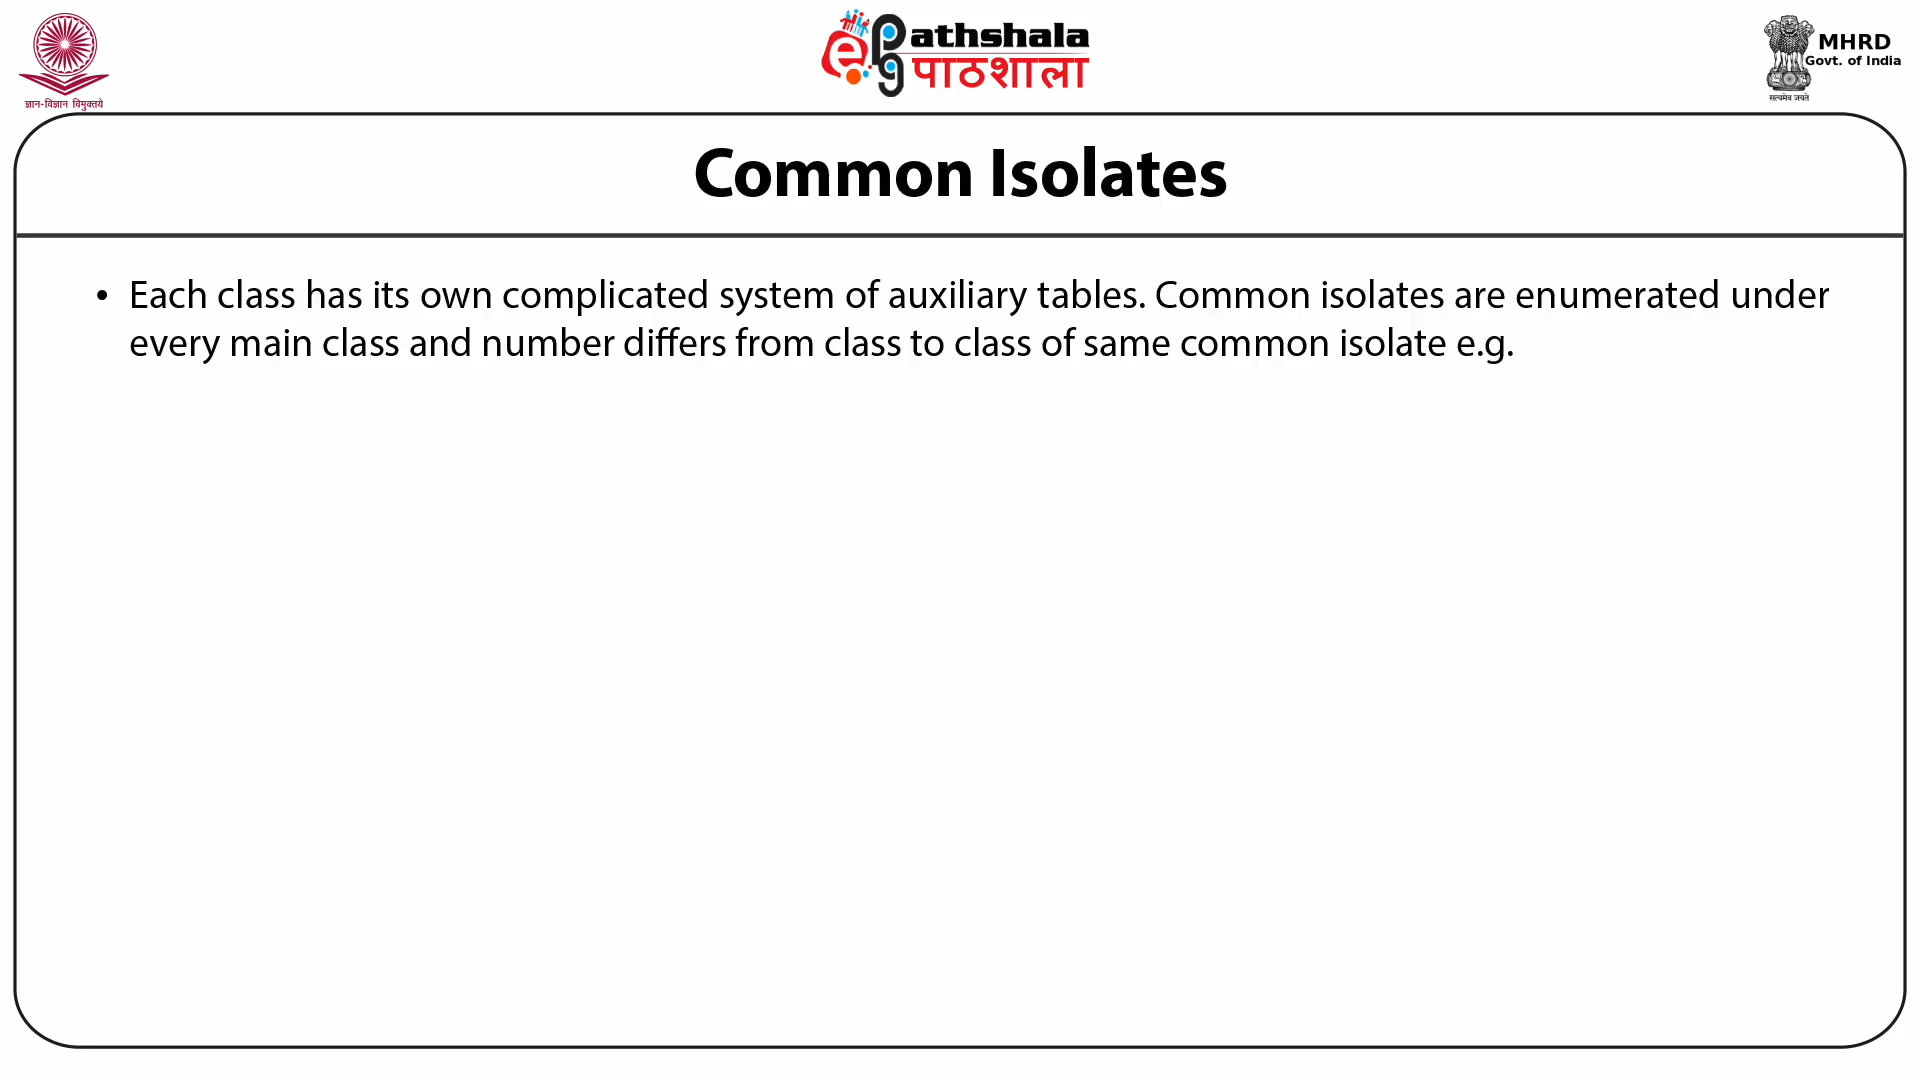 ज्ञान-विज्ञान विमुक्तये
e pg athshala
पाठशाला
MHRD
Govt. of India
सत्यमेव जयते
Common Isolates
• Each class has its own complicated system of auxiliary tables. Common isolates are enumerated under
every main class and number differs from class to class of same common isolate e.g.